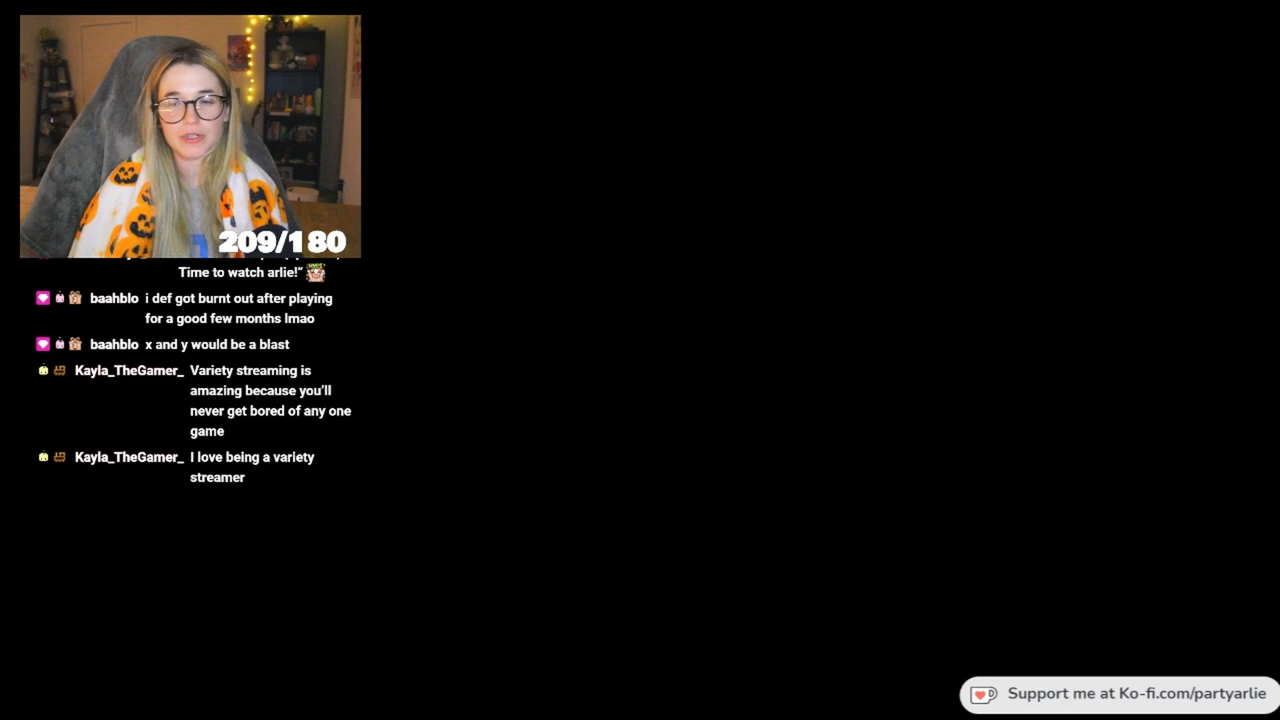 209/180
Time to watch arlie!"
baahblo i def got burnt out after playing
for a good few months lmao
baahblo x and y would be a blast
Kayla_TheGamer_ Variety streaming is
amazing because you'll
never get bored of any one
game
Kayla_TheGamer_ I love being a variety
streamer
Support me at Ko-fi.com/partyarlie